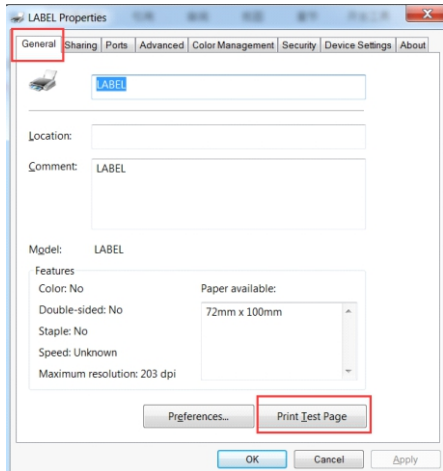 LABEL Properties
General Sharing Ports Advanced Color Management Security Device Settings About
LABEL
Location:
Comment: LABEL
Model: LABEL
Features
Color: No
Paper available:
Double-sided: No
72mm x 100mm
Staple: No
Speed: Unknown
Maximum resolution: 203 dpi
Preferences... Print Test Page
OK Cancel Apply